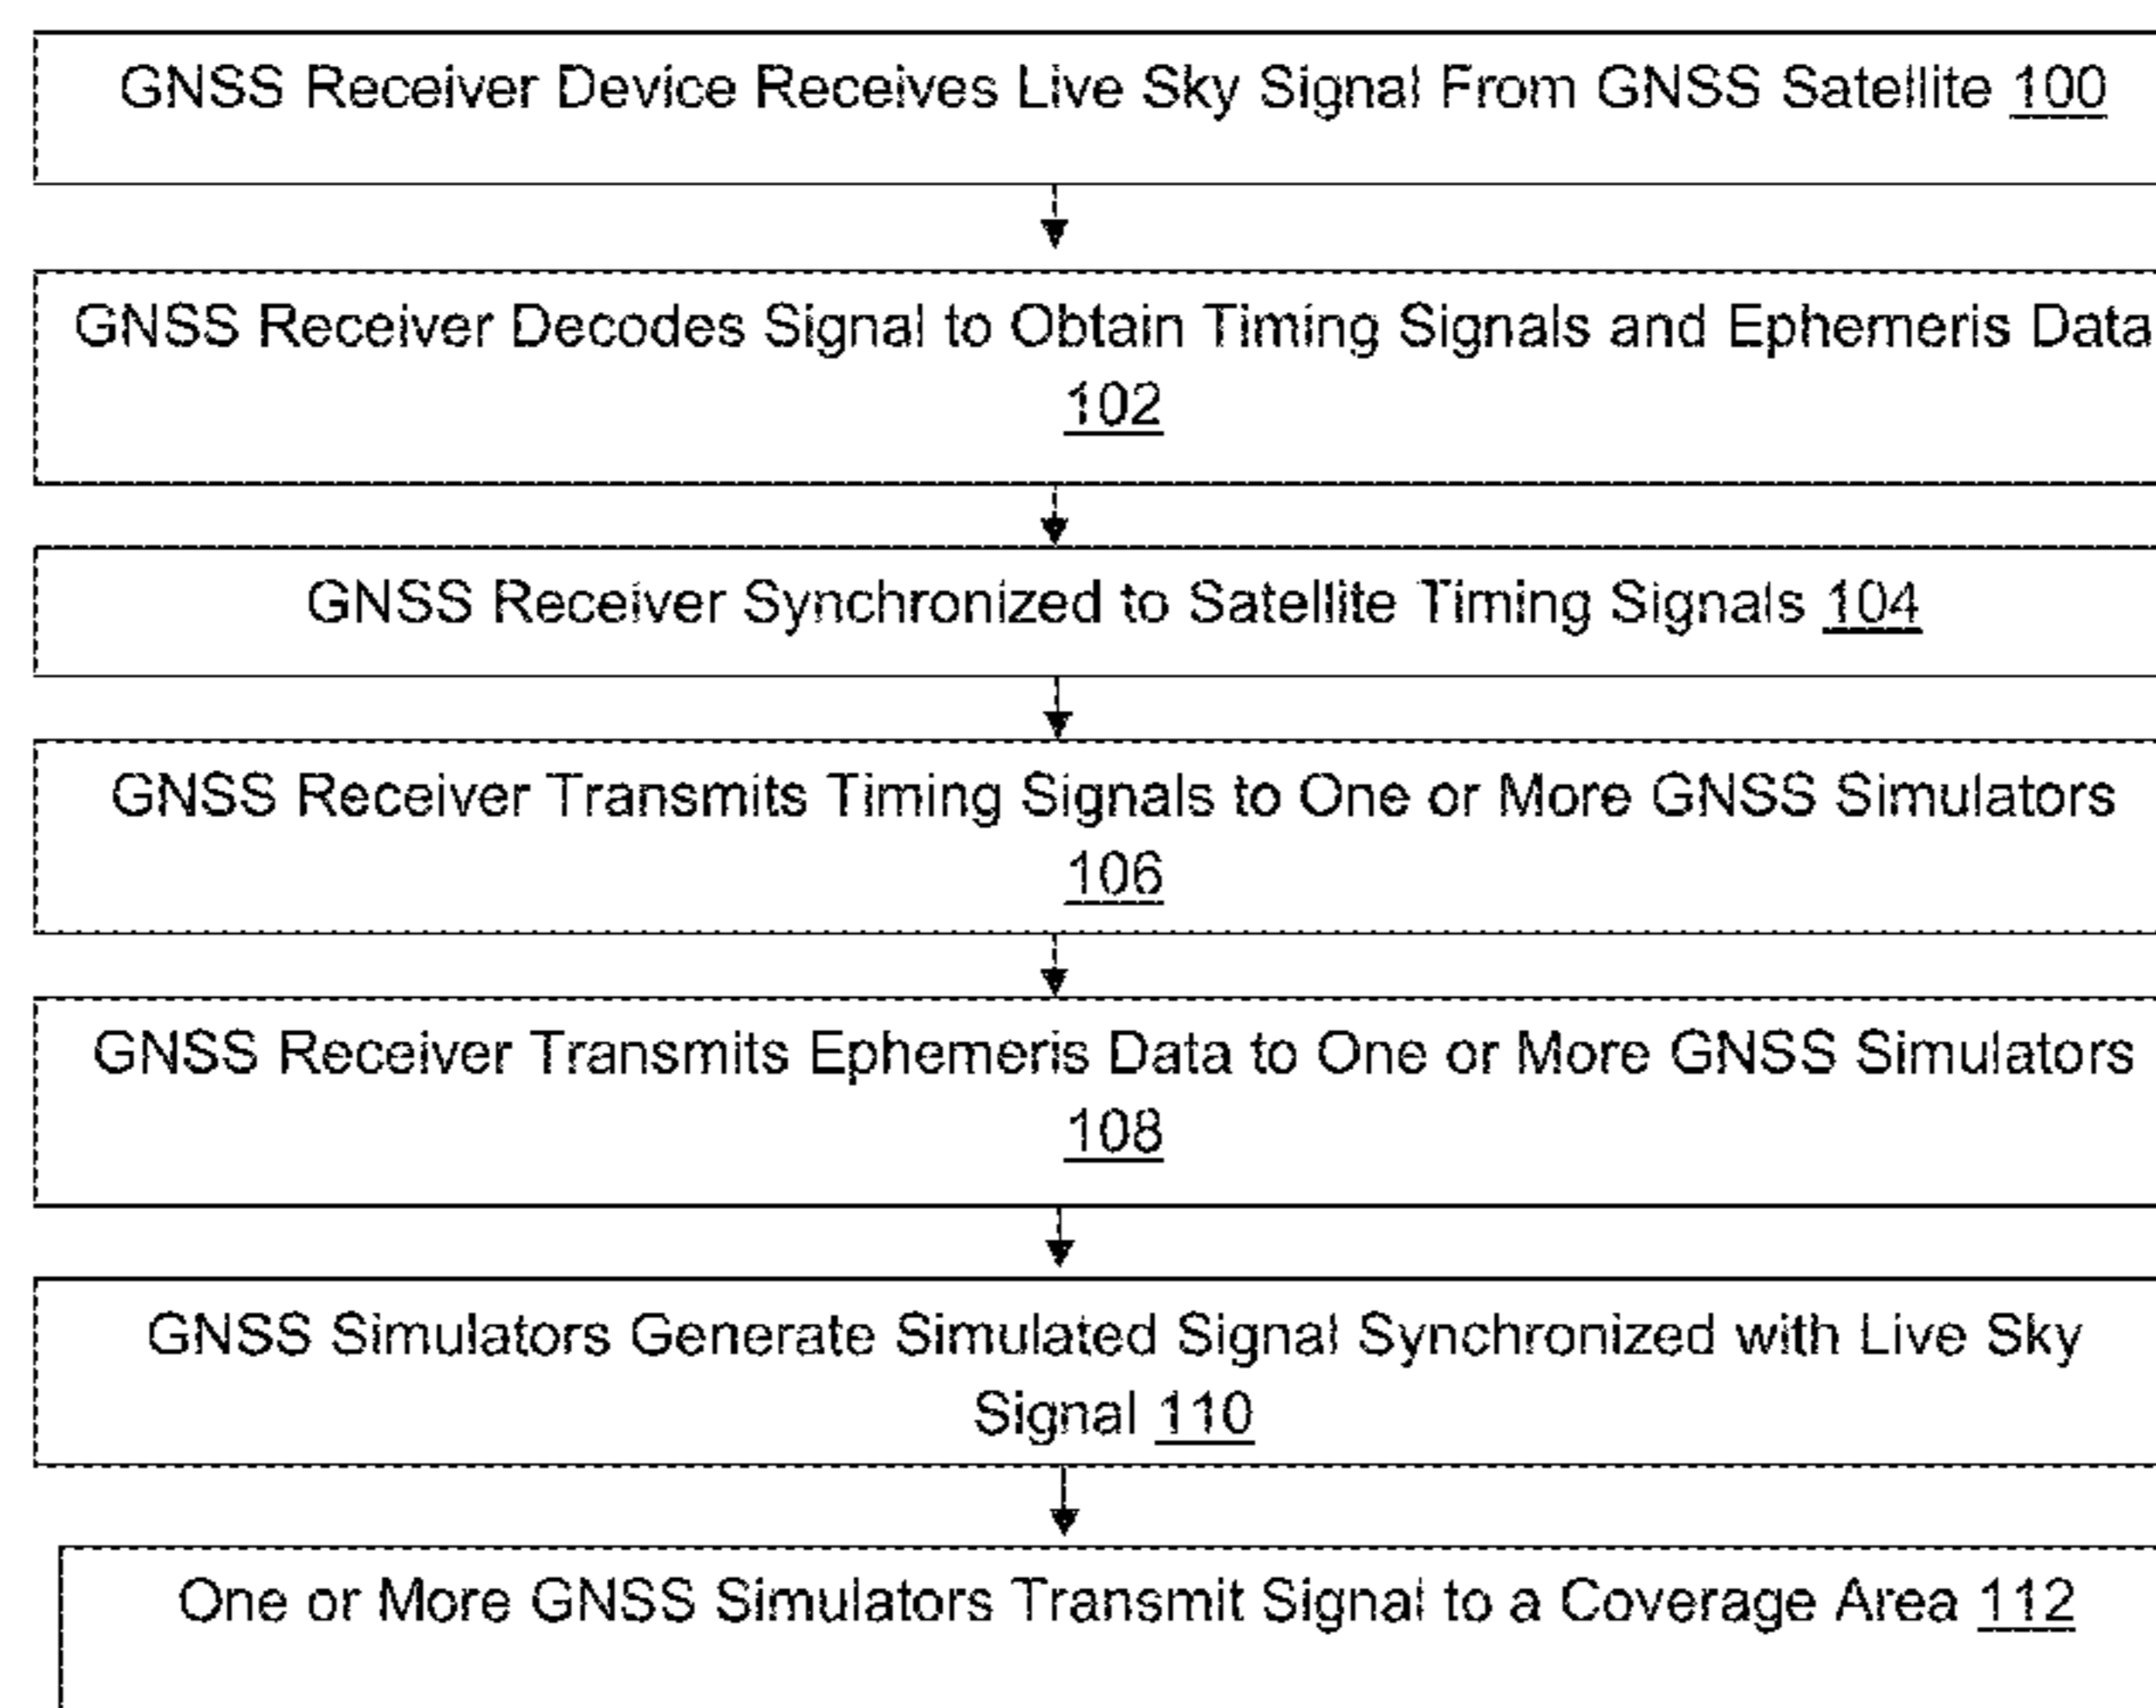 GNSS Receiver Device Receives Live Sky Signal From GNSS Satellite 100
GNSS Receiver Decodes Signal to Obtain Timing Signals and Ephemeris Data
102
GNSS Receiver Synchronized to Satellite Timing Signals 104
GNSS Receiver Transmits Timing Signals to One or More GNSS Simulators
106
GNSS Receiver Transmits Ephemeris Data to One or More GNSS Simulators
108
GNSS Simulators Generate Simulated Signal Synchronized with Live Sky
Signal 110
One or More GNSS Simulators Transmit Signal to a Coverage Area 112